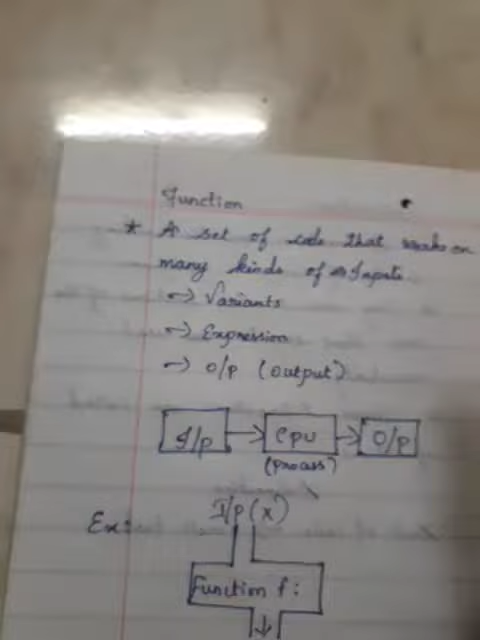 Function
* A set of code that works on
many kinds of Inputs.
→ Variants
→ Expression
→ O/p (output)
I/p → CPU → O/p
(process)
Ex: I/p (x)
Function f: